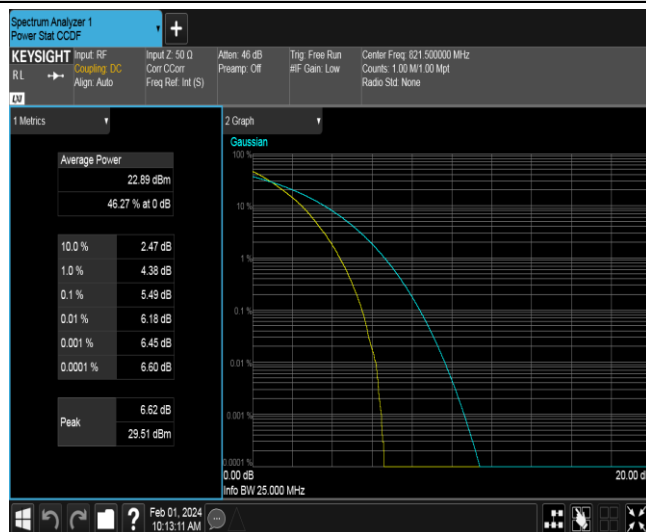 Spectrum Analyzer 1
Power Stat CCDF
+
KEYSIGHT
RL
LXI
Input: RF
Coupling: DC
Align: Auto
Input Z: 50 Ω
Corr CCorr
Freq Ref: Int (S)
Atten: 46 dB
Preamp: Off
Trig: Free Run
#IF Gain: Low
Center Freq: 821.500000 MHz
Counts: 1.00 M/1.00 Mpt
Radio Std: None
1 Metrics
Average Power
22.89 dBm
46.27 % at 0 dB
10.0 % 2.47 dB
1.0 % 4.38 dB
0.1 % 5.49 dB
0.01 % 6.18 dB
0.001 % 6.45 dB
0.0001 % 6.60 dB
Peak
6.62 dB
29.51 dBm
2 Graph
Gaussian
100 %
10 %
1 %
0.1 %
0.01 %
0.001 %
0.0001 %
0.00 dB
20.00 d
Info BW 25.000 MHz
?
Feb 01, 2024
10:13:11 AM